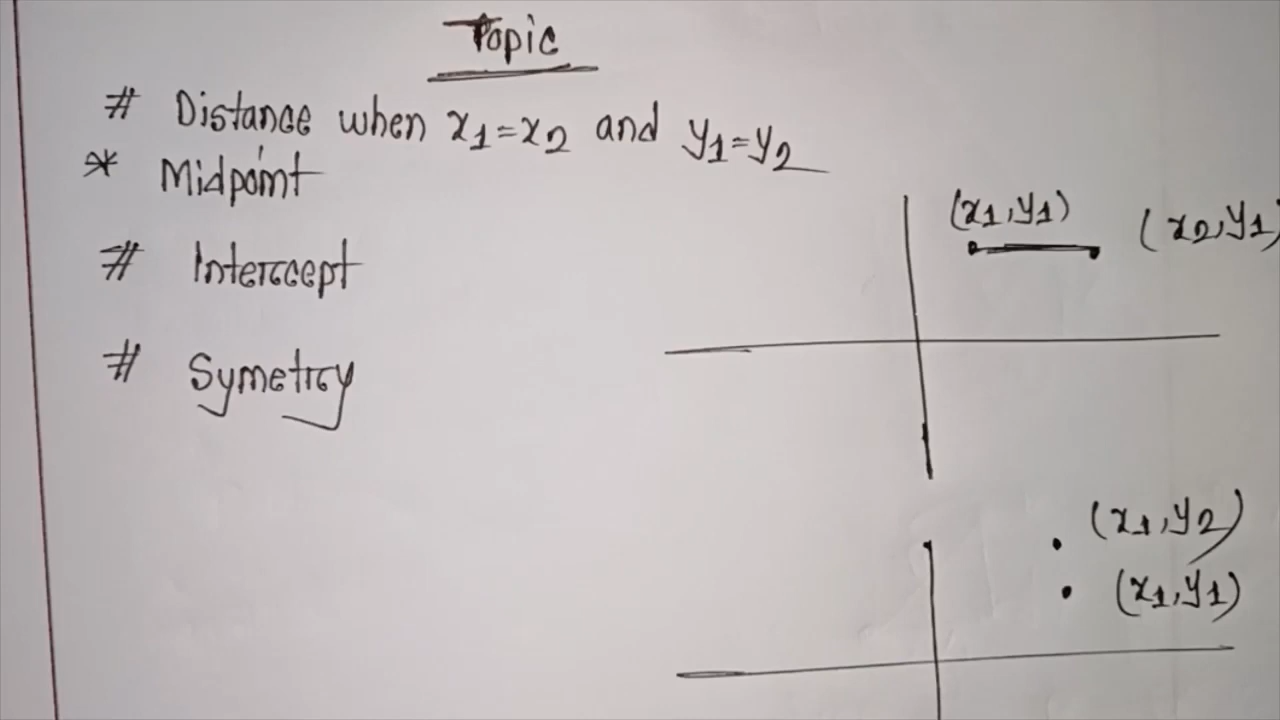 Topic
# Distance when x1=x2 and y1=y2
* Midpoint
(x1,y1) (x2,y1)
# Intercept
# Symetry
(x1,y2)
(x1,y1)